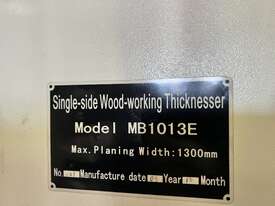 Single-side Wood-working Thicknesser
Model MB1013E
Max.Planing Width:1300mm
No. Manufacture date Year Month